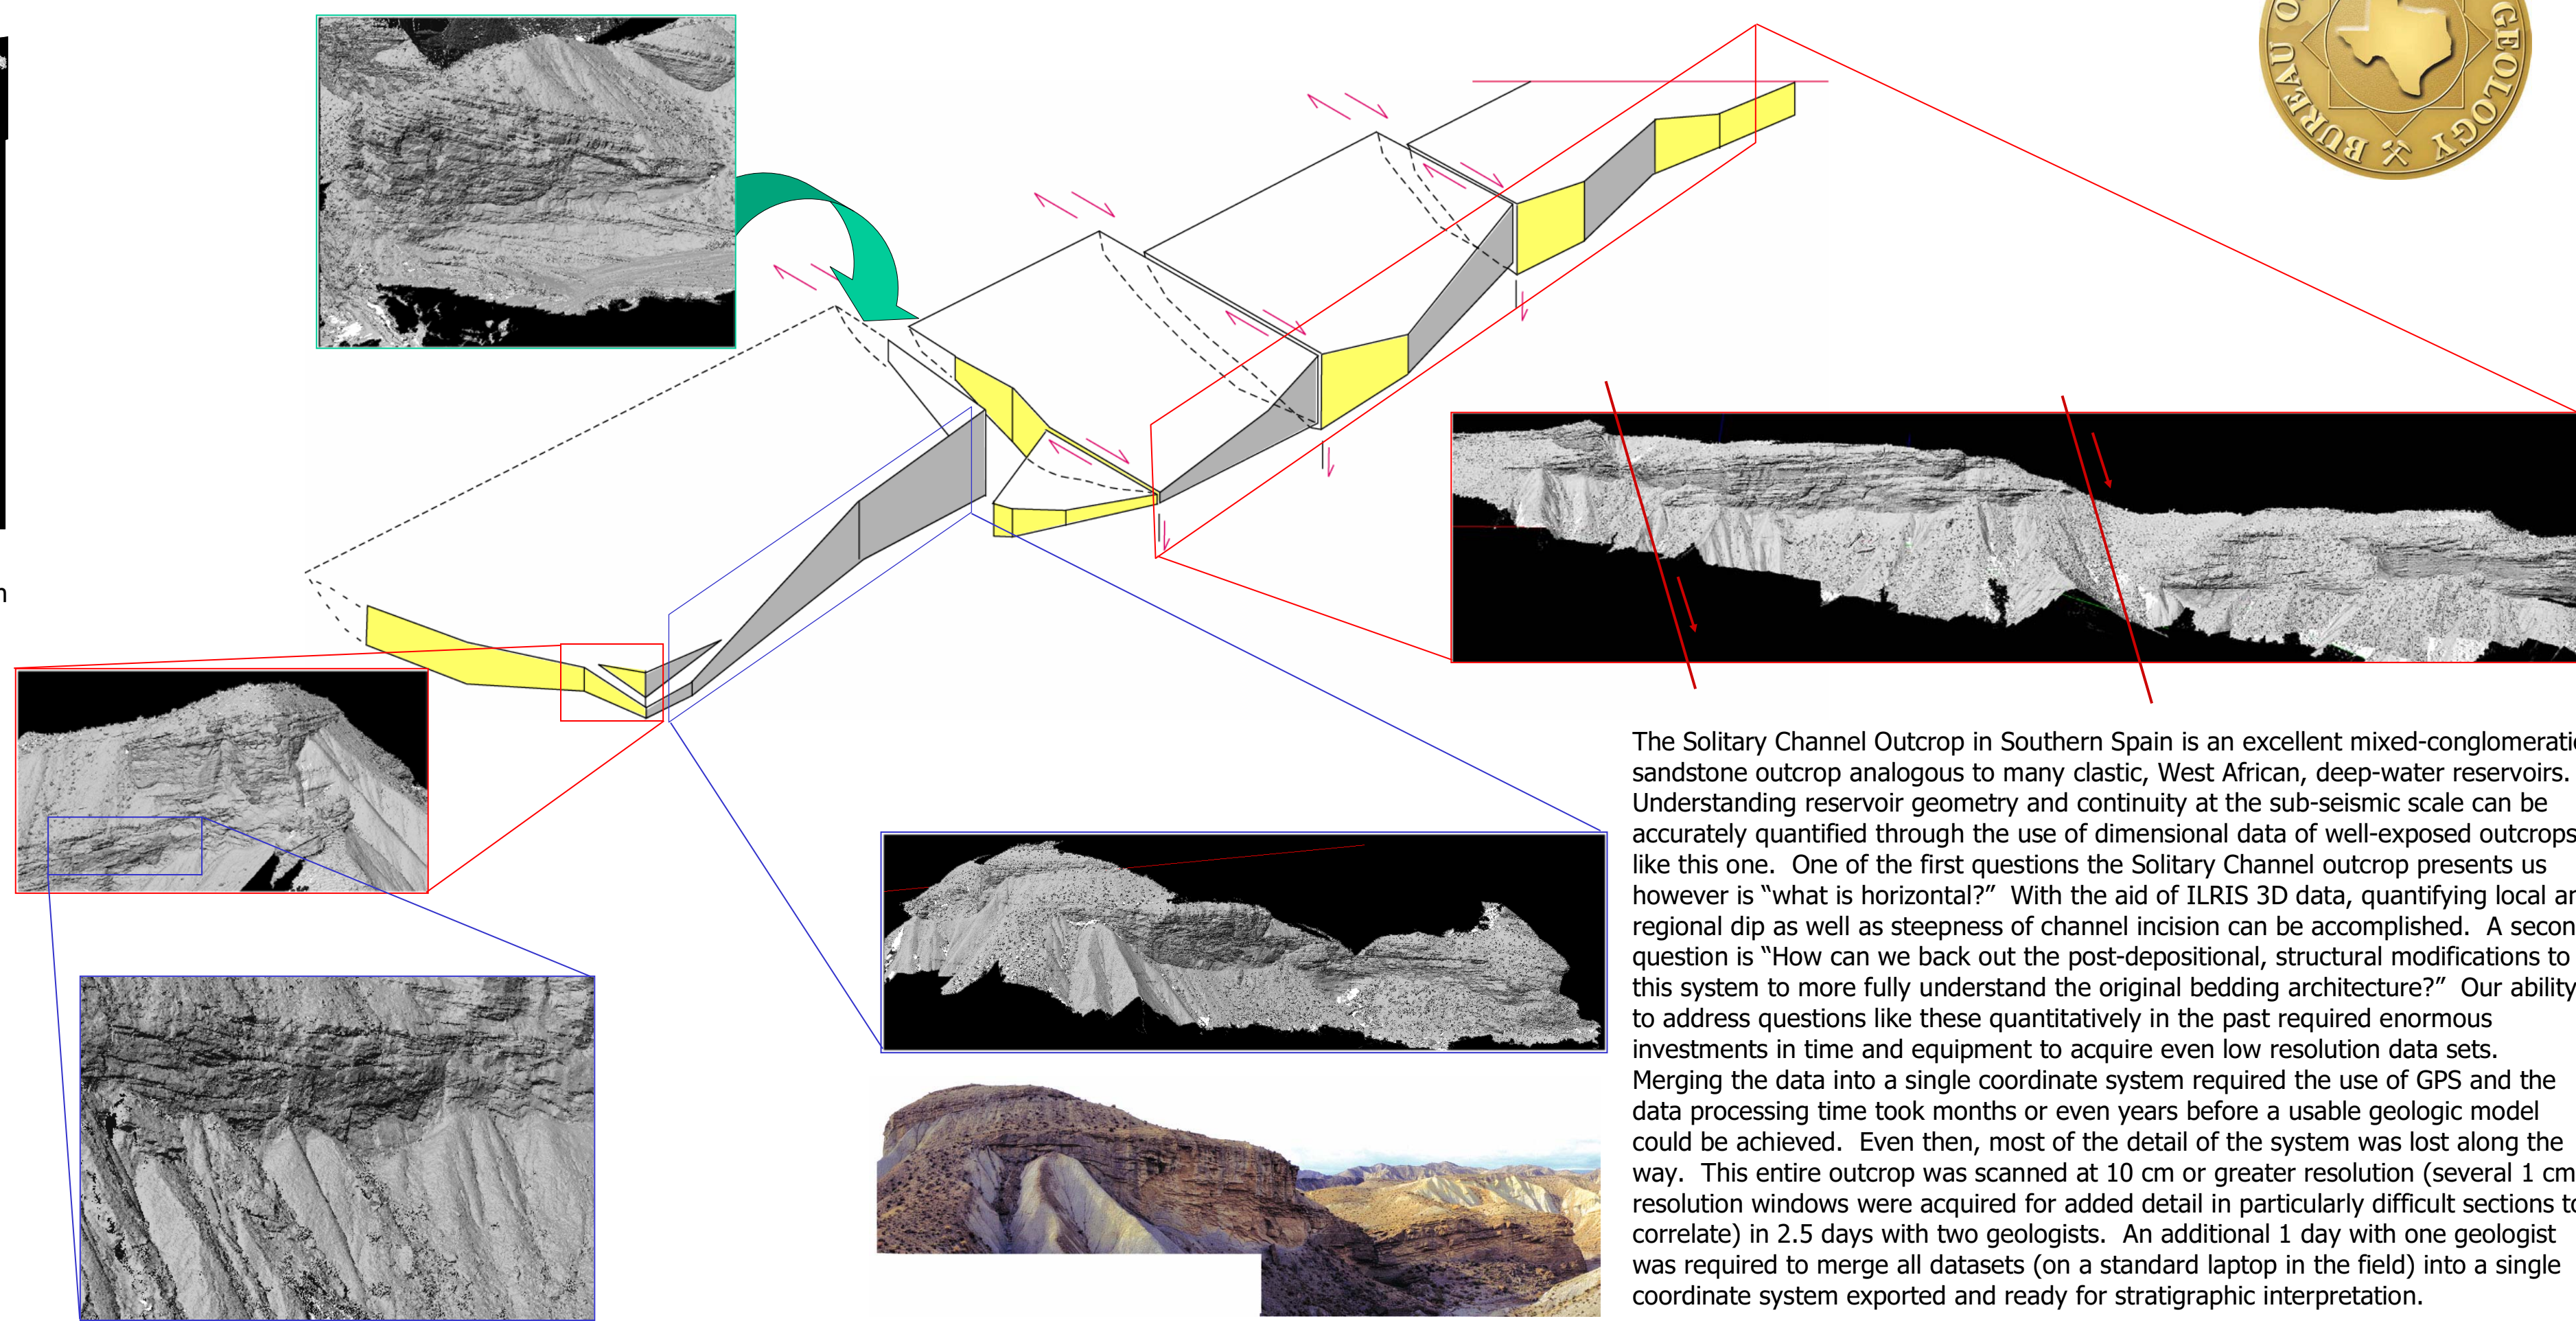 BUREAU O
GEOLOGY
n
The Solitary Channel Outcrop in Southern Spain is an excellent mixed-conglomerati
sandstone outcrop analogous to many clastic, West African, deep-water reservoirs.
Understanding reservoir geometry and continuity at the sub-seismic scale can be
accurately quantified through the use of dimensional data of well-exposed outcrops
like this one.  One of the first questions the Solitary Channel outcrop presents us
however is “what is horizontal?”  With the aid of ILRIS 3D data, quantifying local an
regional dip as well as steepness of channel incision can be accomplished.  A secon
question is “How can we back out the post-depositional, structural modifications to
this system to more fully understand the original bedding architecture?”  Our ability
to address questions like these quantitatively in the past required enormous
investments in time and equipment to acquire even low resolution data sets.
Merging the data into a single coordinate system required the use of GPS and the
data processing time took months or even years before a usable geologic model
could be achieved.  Even then, most of the detail of the system was lost along the
way.  This entire outcrop was scanned at 10 cm or greater resolution (several 1 cm
resolution windows were acquired for added detail in particularly difficult sections to
correlate) in 2.5 days with two geologists.  An additional 1 day with one geologist
was required to merge all datasets (on a standard laptop in the field) into a single
coordinate system exported and ready for stratigraphic interpretation.